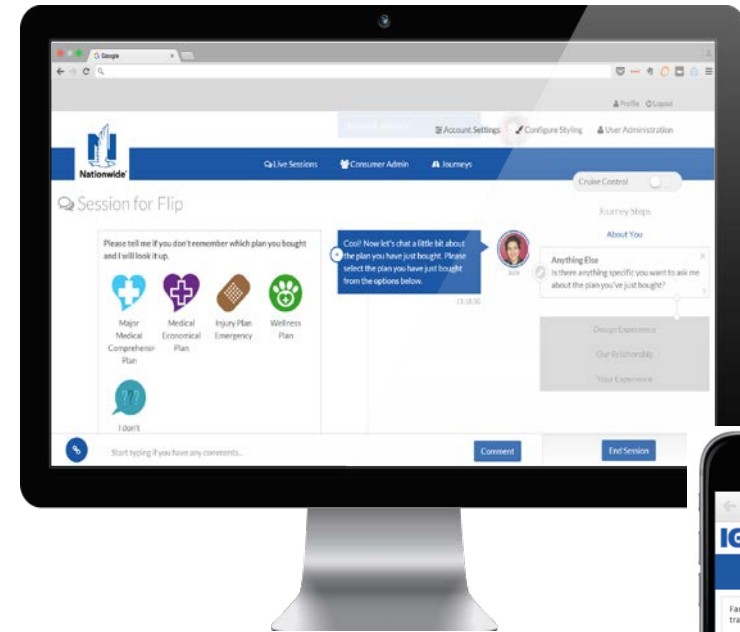 Google
Profile Logout
Account Settings Configure Styling User Administration
Nationwide®
Live Sessions Consumer Admin Journeys
Cruise Control
Session for Flip
Journey Steps
About You
Please tell me if you don't remember which plan you bought
and I will look it up.
Major
Medical
Comprehensiv
Plan
Medical
Economical
Plan
Injury Plan
Emergency
Wellness
Plan
???
I don't
Cool! Now let's chat a little bit about
the plan you have just bought. Please
select the plan you have just bought
from the options below.
June
Anything Else
Is there anything specific you want to ask me
about the plan you've just bought?
Design Experience
Our Relationship
Your Experience
Start typing if you have any comments...
Comment
End Session